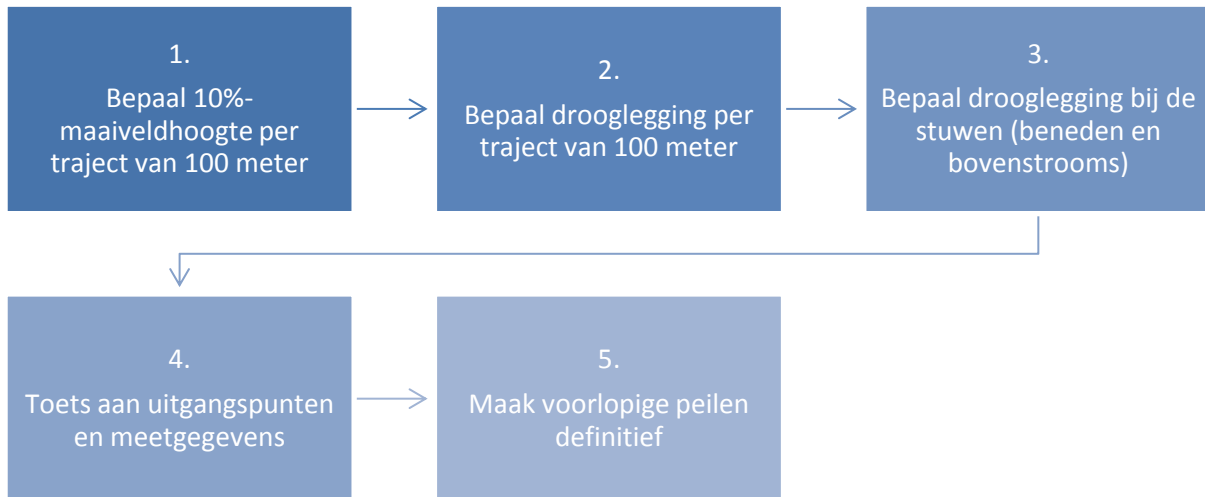 1.
Bepaal 10%-
maaiveldhoogte per
traject van 100 meter
2.
Bepaal drooglegging per
traject van 100 meter
3.
Bepaal drooglegging bij de
stuwen (beneden en
bovenstrooms)
4.
Toets aan uitgangspunten
en meetgegevens
5.
Maak voorlopige peilen
definitief